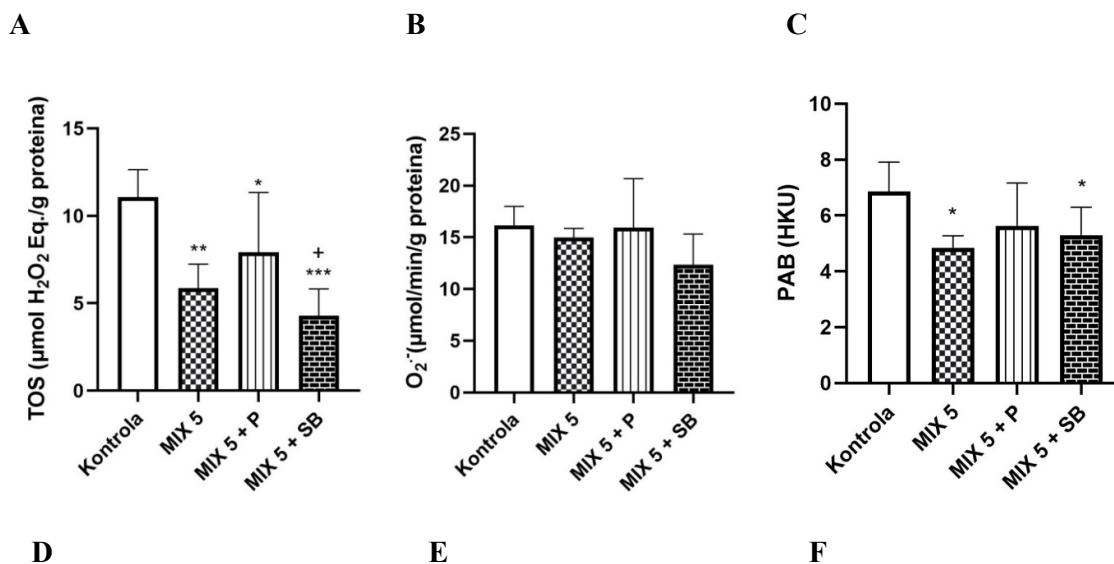 A
B
C
TOS (µmol H₂O₂ Eq./g proteina)
15
10
5
0
**
*
+
***
Kontrola
MIX 5
MIX 5 + P
MIX 5 + SB
O₂·⁻(µmol/min/g proteina)
25
20
15
10
5
0
Kontrola
MIX 5
MIX 5 + P
MIX 5 + SB
PAB (HKU)
10
8
6
4
2
0
*
*
Kontrola
MIX 5
MIX 5 + P
MIX 5 + SB
D
E
F